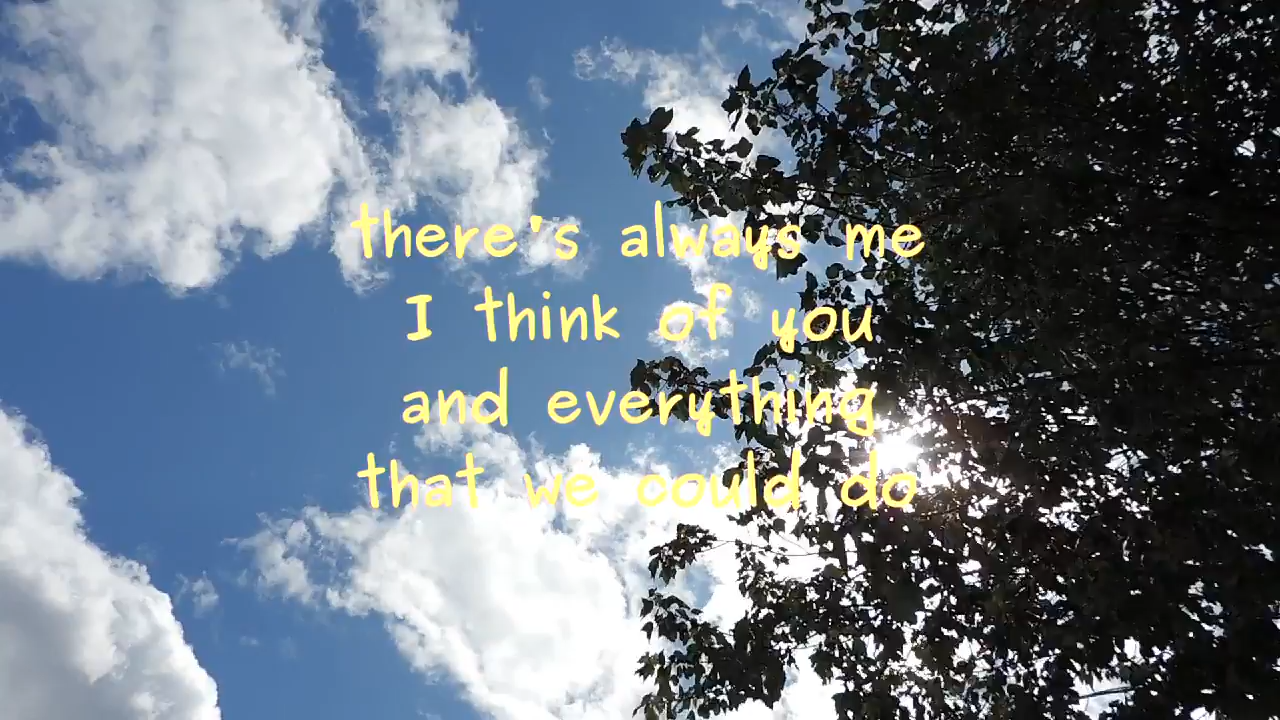 there's always me
I think of you
and everything
that we could do